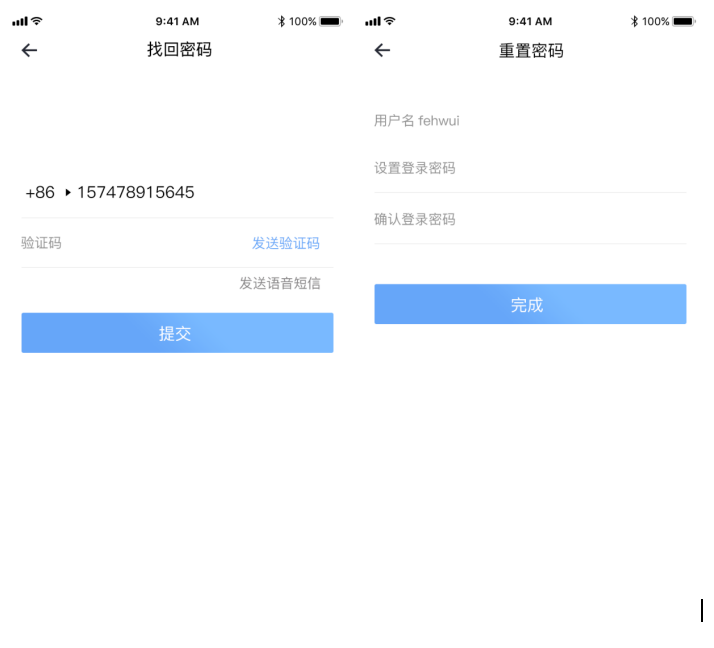 9:41 AM
100%
找回密码
+86 157478915645
验证码
发送验证码
发送语音短信
提交
9:41 AM
100%
重置密码
用户名 fehwui
设置登录密码
确认登录密码
完成